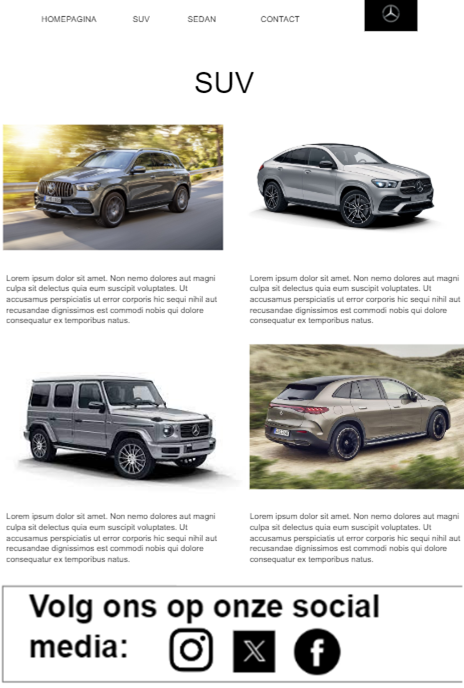 HOMEPAGINA SUV SEDAN CONTACT
SUV
Lorem ipsum dolor sit amet. Non nemo dolores aut magni
culpa sit delectus quia eum suscipit voluptates. Ut
accusamus perspiciatis ut error corporis hic sequi nihil aut
recusandae dignissimos est commodi nobis qui dolore
consequatur ex temporibus natus.
Lorem ipsum dolor sit amet. Non nemo dolores aut magni
culpa sit delectus quia eum suscipit voluptates. Ut
accusamus perspiciatis ut error corporis hic sequi nihil aut
recusandae dignissimos est commodi nobis qui dolore
consequatur ex temporibus natus.
Lorem ipsum dolor sit amet. Non nemo dolores aut magni
culpa sit delectus quia eum suscipit voluptates. Ut
accusamus perspiciatis ut error corporis hic sequi nihil aut
recusandae dignissimos est commodi nobis qui dolore
consequatur ex temporibus natus.
Lorem ipsum dolor sit amet. Non nemo dolores aut magni
culpa sit delectus quia eum suscipit voluptates. Ut
accusamus perspiciatis ut error corporis hic sequi nihil aut
recusandae dignissimos est commodi nobis qui dolore
consequatur ex temporibus natus.
Volg ons op onze social
media: